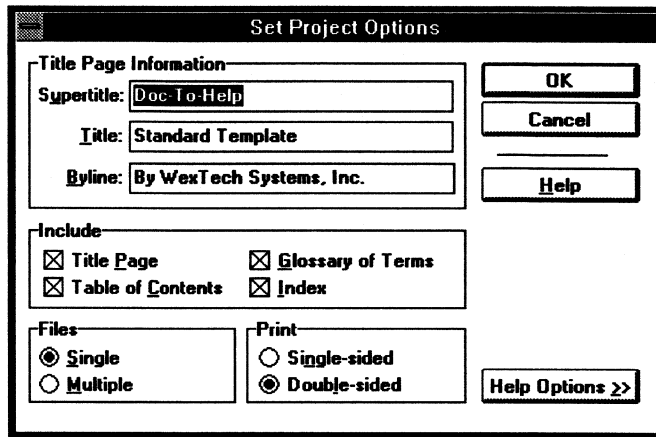 Set Project Options
Title Page Information
Supertitle: Doc-To-Help
Title: Standard Template
Byline: By WexTech Systems, Inc.
OK
Cancel
Help
Include
Title Page
Glossary of Terms
Table of Contents
Index
Files
Single
Multiple
Print
Single-sided
Double-sided
Help Options >>